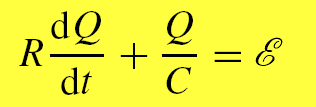 R dQ/dt + Q/C = ℰ